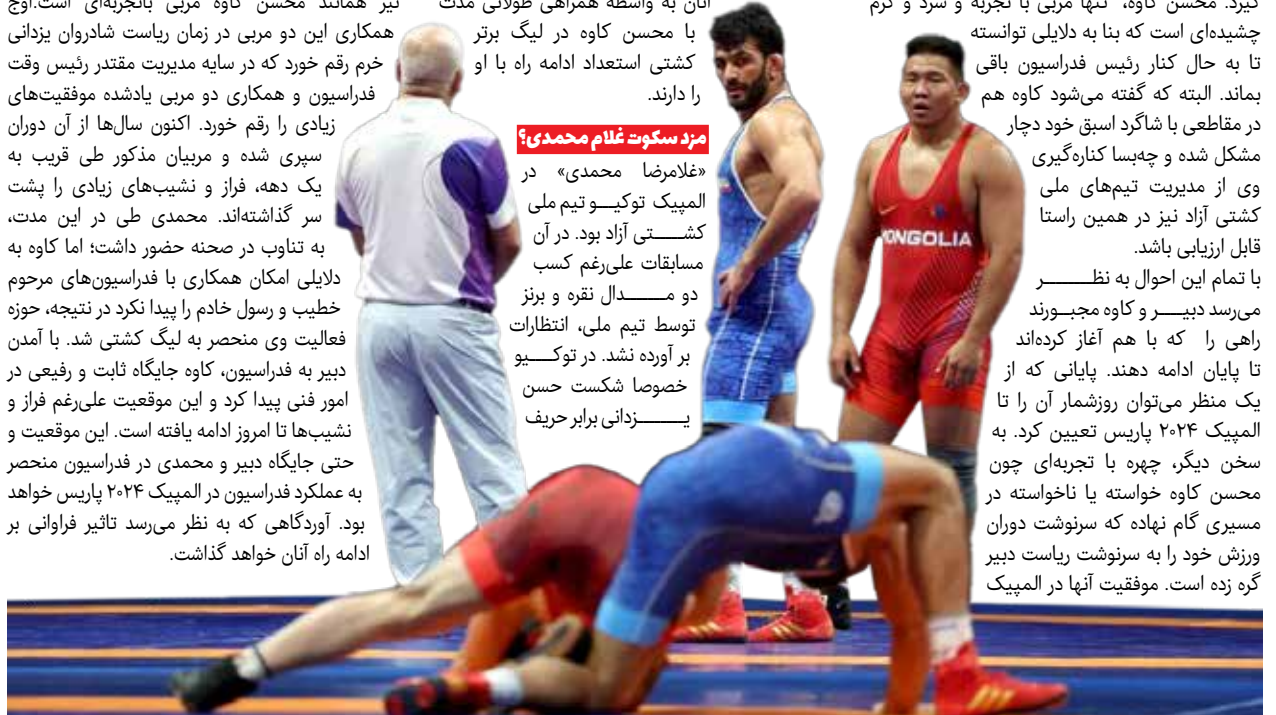 گیرد. محسن کاوه، تنها مربی با تجربه و سرد و گرم
چشیده‌ای است که بنا به دلایلی توانسته
تا به حال کنار رئیس فدراسیون باقی
بماند. البته که گفته می‌شود کاوه هم
در مقاطعی با شاگرد اسبق خود دچار
مشکل شده و چه‌بسا کناره‌گیری
وی از مدیریت تیم‌های ملی
کشتی آزاد نیز در همین راستا
قابل ارزیابی باشد.
با تمام این احوال به نظر
می‌رسد دبیر و کاوه مجبورند
راهی را که با هم آغاز کرده‌اند
تا پایان ادامه دهند. پایانی که از
یک منظر می‌توان روزشمار آن را تا
المپیک ۲۰۲۴ پاریس تعیین کرد. به
سخن دیگر، چهره با تجربه‌ای چون
محسن کاوه خواسته یا ناخواسته در
مسیری گام نهاده که سرنوشت دوران
ورزش خود را به سرنوشت ریاست دبیر
گره زده است. موفقیت آنها در المپیک
آنان به واسطه همراهی طولانی مدت
با محسن کاوه در لیگ برتر
کشتی استعداد ادامه راه با او
را دارند.
مزد سکوت غلام محمدی؟
«غلامرضا محمدی» در
المپیک توکیو تیم ملی
کشتی آزاد بود. در آن
مسابقات علی‌رغم کسب
دو مدال نقره و برنز
توسط تیم ملی، انتظارات
بر آورده نشد. در توکیو
خصوصا شکست حسن
یزدانی برابر حریف
نیز همانند محسن کاوه مربی باتجربه‌ای است.اوج
همکاری این دو مربی در زمان ریاست شادروان یزدانی
خرم رقم خورد که در سایه مدیریت مقتدر رئیس وقت
فدراسیون و همکاری دو مربی یادشده موفقیت‌های
زیادی را رقم خورد. اکنون سال‌ها از آن دوران
سپری شده و مربیان مذکور طی قریب به
یک دهه، فراز و نشیب‌های زیادی را پشت
سر گذاشته‌اند. محمدی طی در این مدت،
به تناوب در صحنه حضور داشت؛ اما کاوه به
دلایلی امکان همکاری با فدراسیون‌های مرحوم
خطیب و رسول خادم را پیدا نکرد در نتیجه، حوزه
فعالیت وی منحصر به لیگ کشتی شد. با آمدن
دبیر به فدراسیون، کاوه جایگاه ثابت و رفیعی در
امور فنی پیدا کرد و این موقعیت علی‌رغم فراز و
نشیب‌ها تا امروز ادامه یافته است. این موقعیت و
حتی جایگاه دبیر و محمدی در فدراسیون منحصر
به عملکرد فدراسیون در المپیک ۲۰۲۴ پاریس خواهد
بود. آوردگاهی که به نظر می‌رسد تاثیر فراوانی بر
ادامه راه آنان خواهد گذاشت.
MONGOLIA